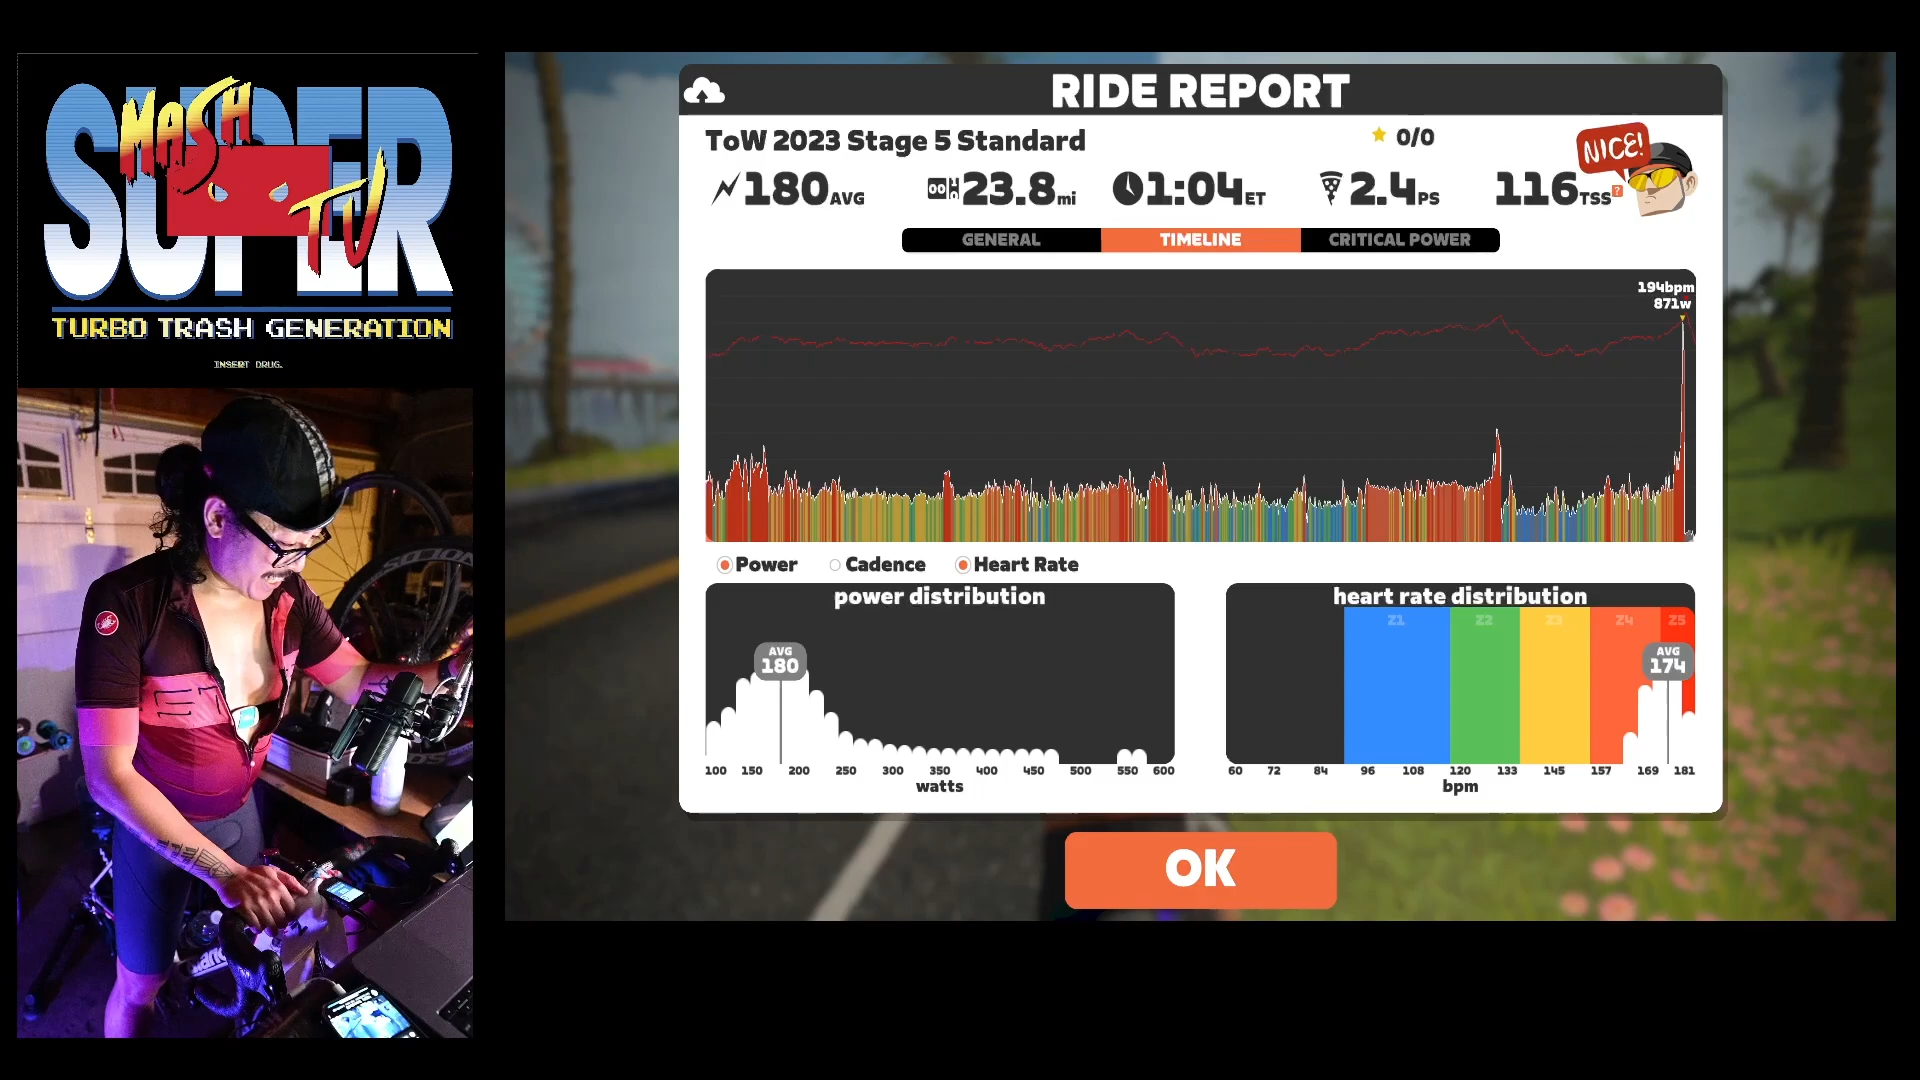 SUPER
MASH
TV
TURBO TRASH GENERATION
INSERT DRUG.
RIDE REPORT
ToW 2023 Stage 5 Standard
0/0
NICE!
180AVG
23.8mi
1:04ET
2.4PS
116TSS
?
GENERAL
TIMELINE
CRITICAL POWER
194bpm
871w
Power
Cadence
Heart Rate
power distribution
AVG
180
100 150 200 250 300 350 400 450 500 550 600
watts
heart rate distribution
Z1 Z2 Z3 Z4 Z5
AVG
174
60 72 84 96 108 120 133 145 157 169 181
bpm
OK